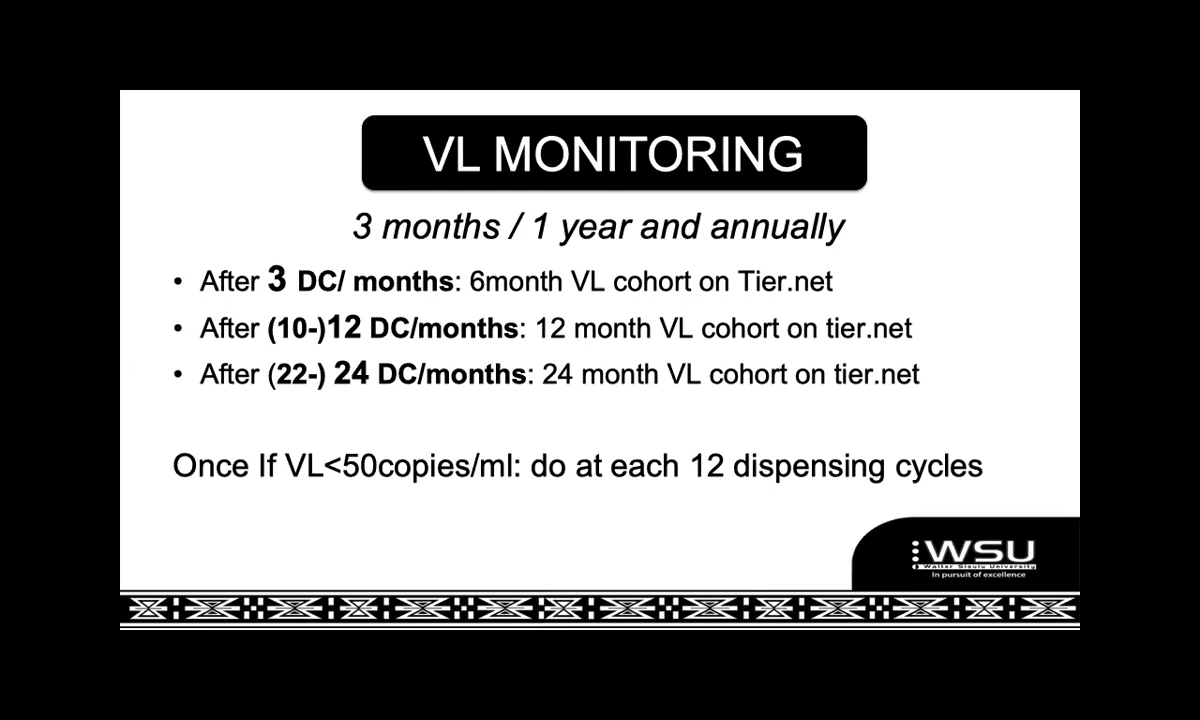 VL MONITORING
3 months / 1 year and annually
• After 3 DC/ months: 6month VL cohort on Tier.net
• After (10-)12 DC/months: 12 month VL cohort on tier.net
• After (22-) 24 DC/months: 24 month VL cohort on tier.net
Once If VL<50copies/ml: do at each 12 dispensing cycles
WSU
Walter Sisulu University
In pursuit of excellence